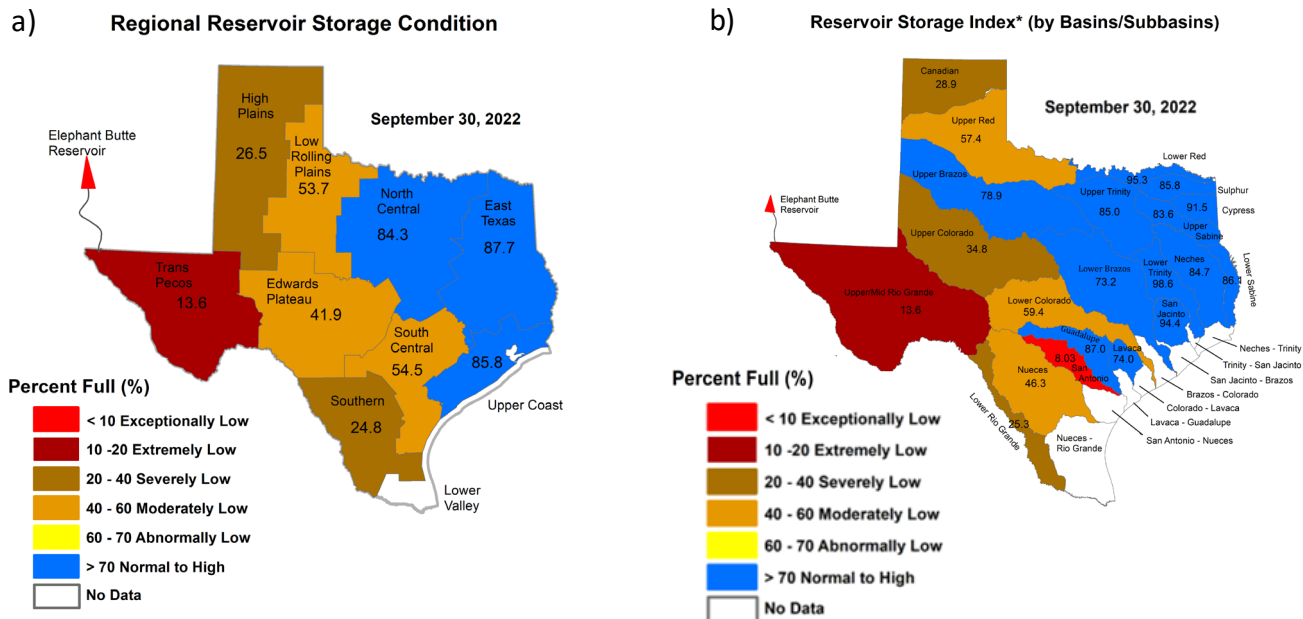 a)
Regional Reservoir Storage Condition
September 30, 2022
Elephant Butte
Reservoir
High
Plains
26.5
Low
Rolling
Plains
53.7
North
Central
84.3
East
Texas
87.7
Trans
Pecos
13.6
Edwards
Plateau
41.9
South
Central
54.5
85.8
Upper Coast
Southern
24.8
Lower
Valley
Percent Full (%)
< 10 Exceptionally Low
10 -20 Extremely Low
20 - 40 Severely Low
40 - 60 Moderately Low
60 - 70 Abnormally Low
> 70 Normal to High
No Data
b)
Reservoir Storage Index* (by Basins/Subbasins)
September 30, 2022
Elephant Butte
Reservoir
Canadian
28.9
Upper Red
57.4
Lower Red
Upper Brazos
78.9
Upper Trinity
85.0
95.3
85.8
Sulphur
91.5
Cypress
83.6
Upper
Sabine
Upper Colorado
34.8
Lower Brazos
73.2
Lower
Trinity
98.6
Neches
84.7
86.1
Lower Sabine
Upper/Mid Rio Grande
13.6
San
Jacinto
94.4
Lower Colorado
59.4
Guadalupe
87.0
Lavaca
74.0
8.03
San
Antonio
Nueces
46.3
25.3
Lower Rio Grande
Nueces -
Rio Grande
Neches - Trinity
Trinity - San Jacinto
San Jacinto - Brazos
Brazos - Colorado
Colorado - Lavaca
Lavaca - Guadalupe
San Antonio - Nueces
Percent Full (%)
< 10 Exceptionally Low
10 -20 Extremely Low
20 - 40 Severely Low
40 - 60 Moderately Low
60 - 70 Abnormally Low
> 70 Normal to High
No Data